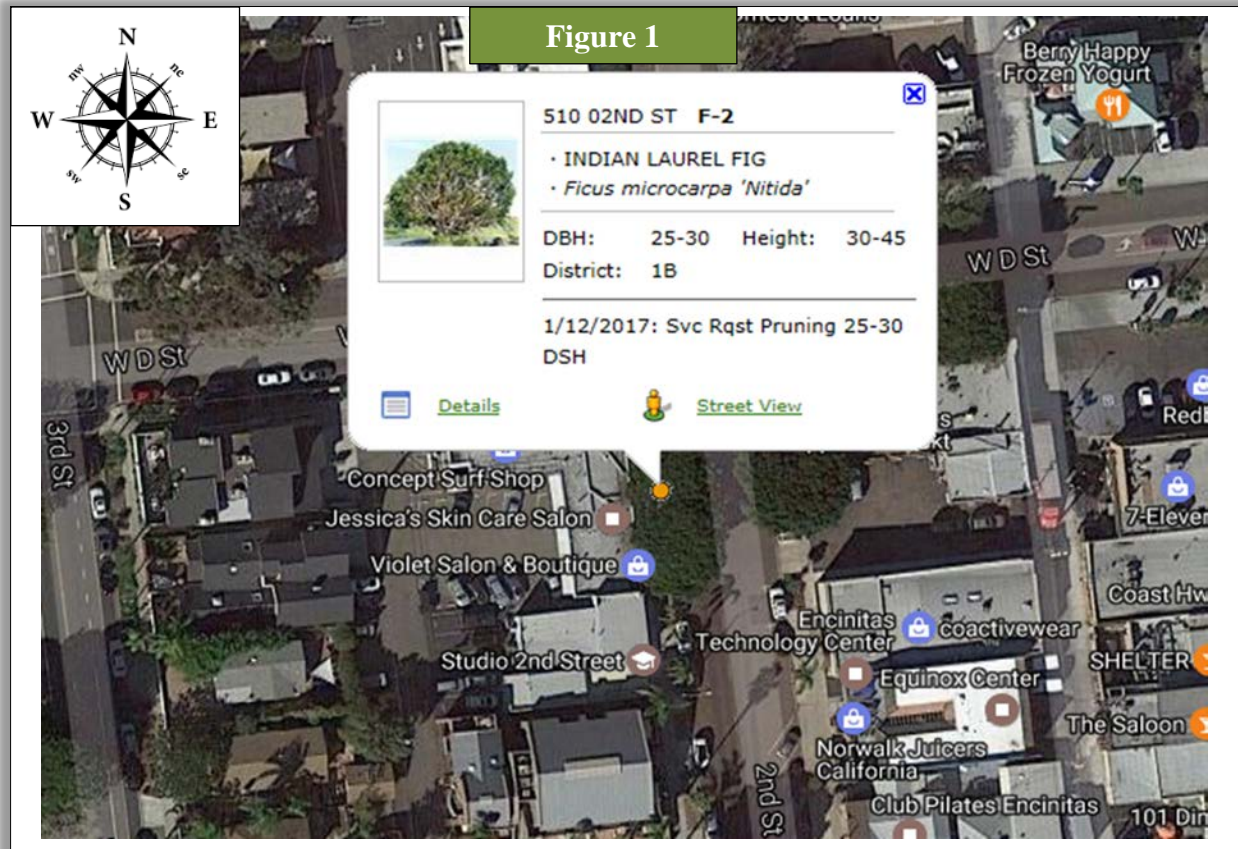 N
nw
ne
W
E
sw
se
S
Figure 1
Berry Happy
Frozen Yogurt
510 02ND ST F-2
· INDIAN LAUREL FIG
· Ficus microcarpa 'Nitida'
DBH: 25-30 Height: 30-45
District: 1B
1/12/2017: Svc Rqst Pruning 25-30
DSH
Details
Street View
W D St
W D St
W
3rd St
Concept Surf Shop
Jessica's Skin Care Salon
Violet Salon & Boutique
7-Eleven
Coast Hw
Encinitas
Technology Center
coactivewear
Studio 2nd Street
SHELTER
Equinox Center
The Saloon
Norwalk Juicers
California
2nd St
Club Pilates Encinitas
101 Din